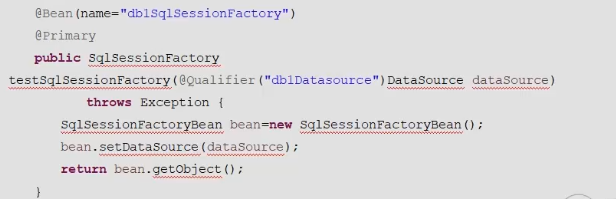 @Bean(name="db1SqlSessionFactory")
@Primary
public SqlSessionFactory
testSqlSessionFactory(@Qualifier("db1Datasource")DataSource dataSource)
throws Exception {
SqlSessionFactoryBean bean=new SqlSessionFactoryBean();
bean.setDataSource(dataSource);
return bean.getObject();
}